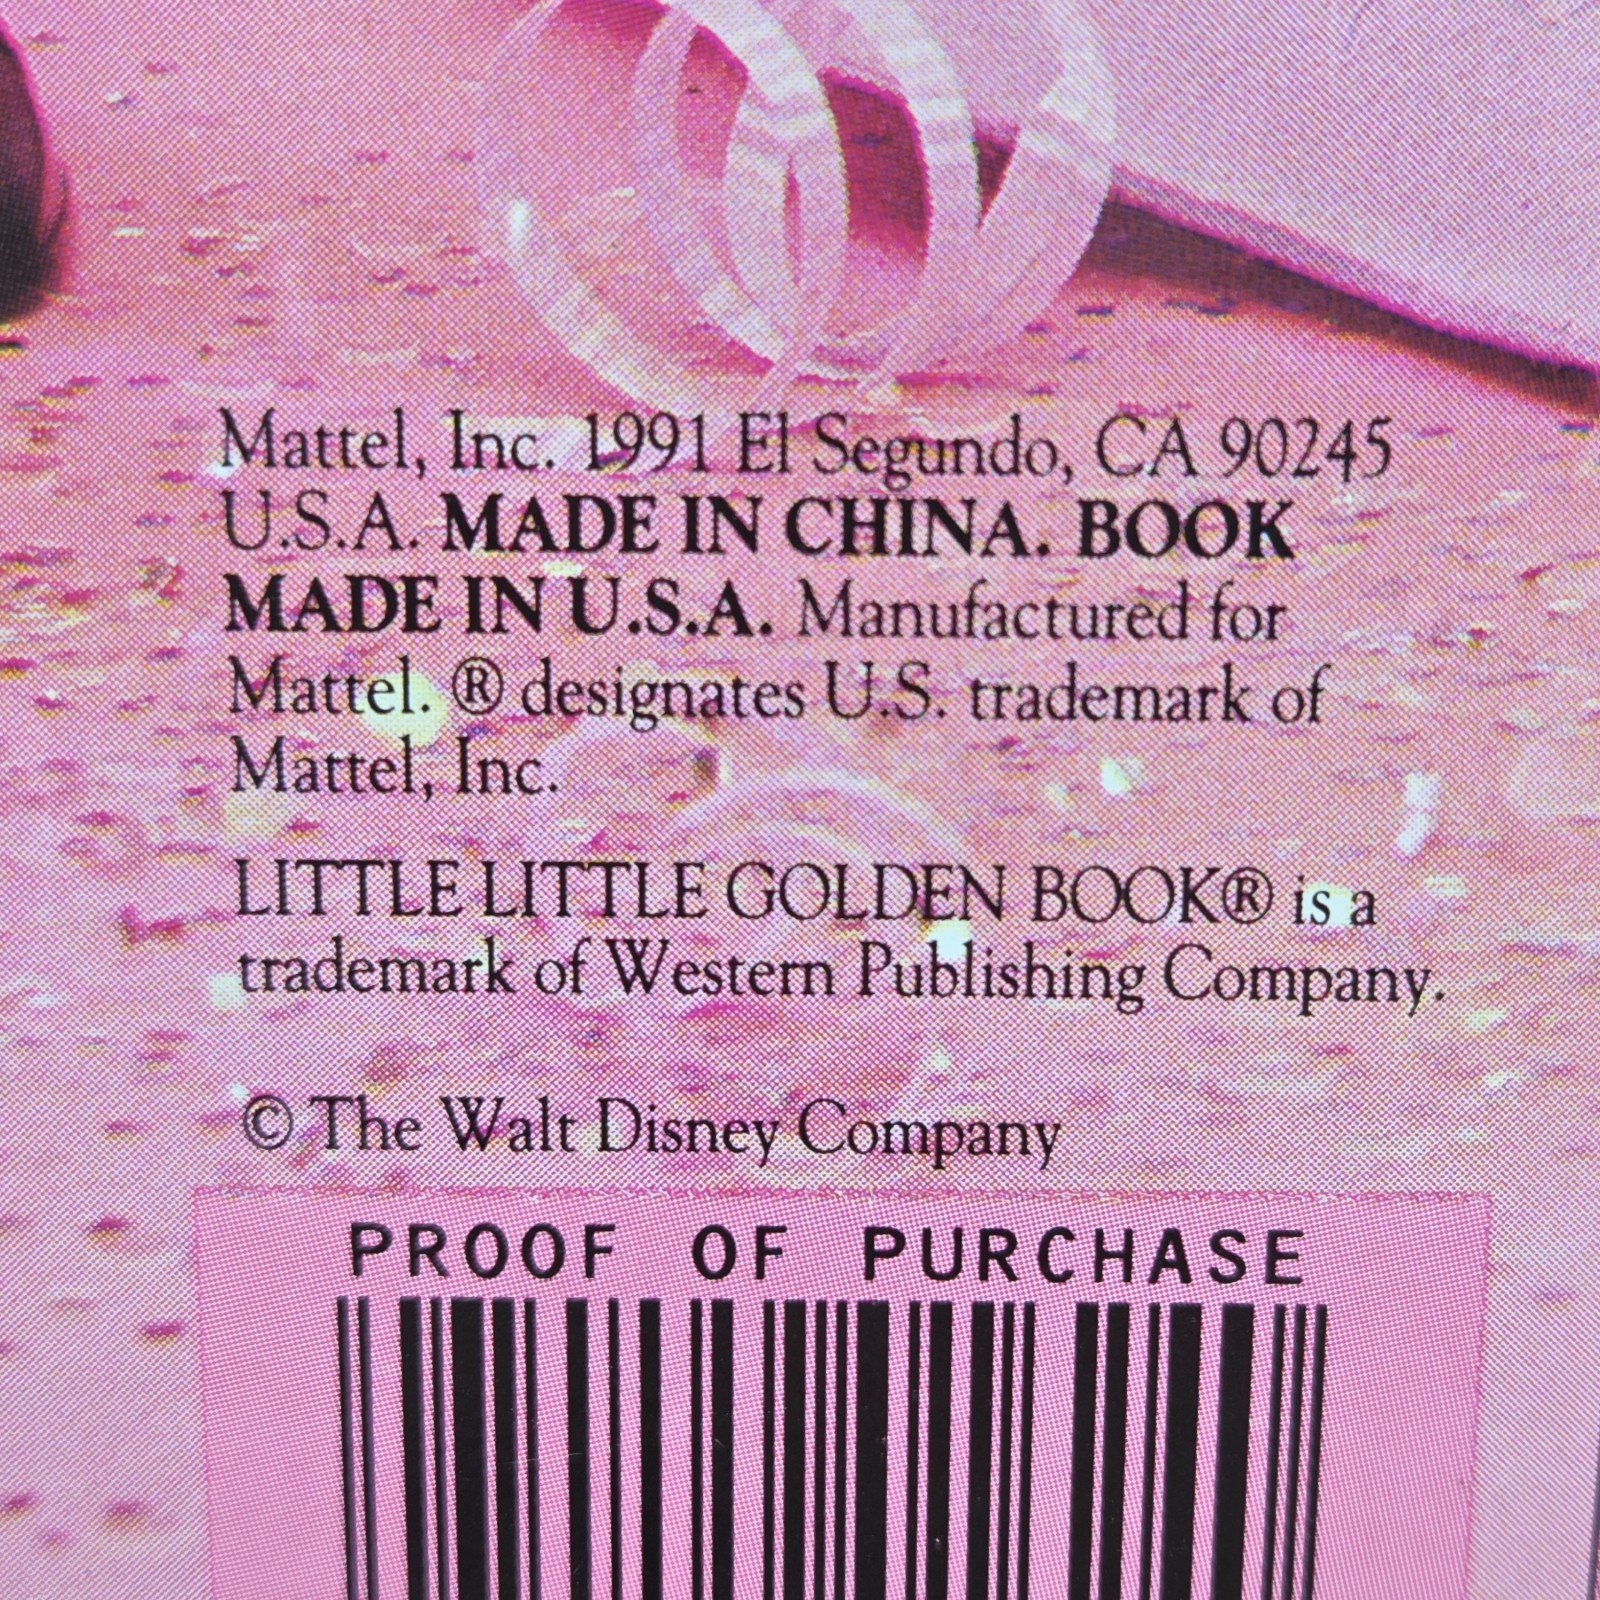 Mattel, Inc. 1991 El Segundo, CA 90245
U.S.A. MADE IN CHINA. BOOK
MADE IN U.S.A. Manufactured for
Mattel. ® designates U.S. trademark of
Mattel, Inc.
LITTLE LITTLE GOLDEN BOOK® is a
trademark of Western Publishing Company.
© The Walt Disney Company
PROOF OF PURCHASE